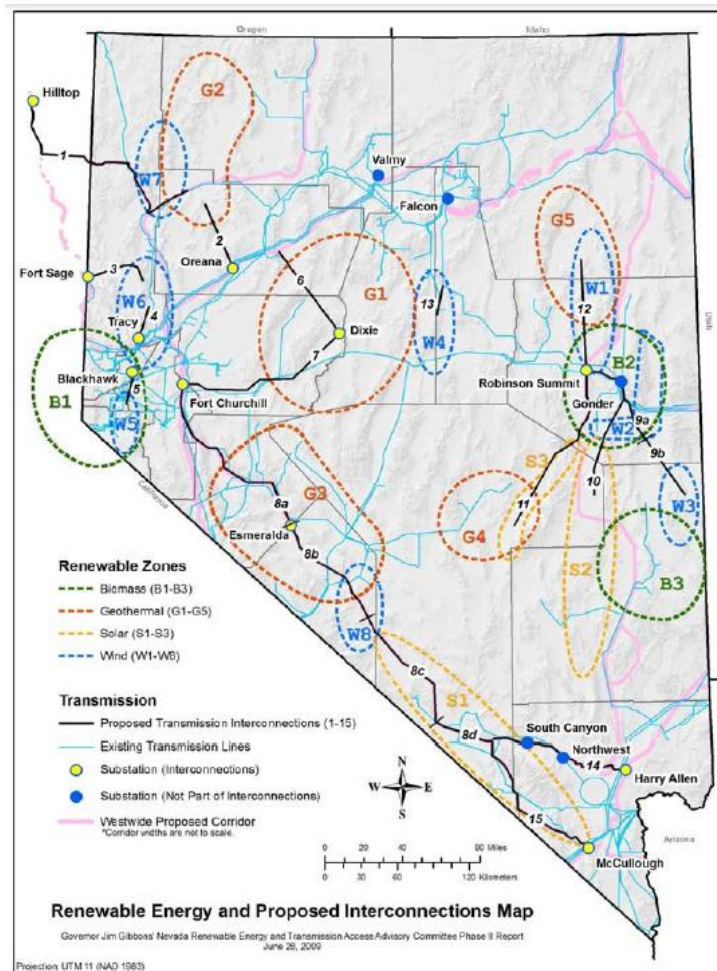 Oregon
Idaho
Hilltop
G2
1
W7
Valmy
Falcon
G5
2
Oreana
Fort Sage
3
6
G1
W1
W6
13
12
4
Tracy
Dixie
W4
Utah
7
B2
Blackhawk
Robinson Summit
B1
5
Fort Churchill
Gonder
9a
W5
W2
9b
California
S3
10
G3
8a
11
W3
Esmeralda
G4
8b
S2
B3
W8
8c
S1
8d
South Canyon
Northwest
14
Harry Allen
15
Arizona
McCullough
Renewable Zones
Biomass (B1-B3)
Geothermal (G1-G5)
Solar (S1-S3)
Wind (W1-W8)
Transmission
Proposed Transmission Interconnections (1-15)
Existing Transmission Lines
Substation (Interconnections)
Substation (Not Part of Interconnections)
Westwide Proposed Corridor
*Corridor widths are not to scale.
N
W E
S
0 20 40 80 Miles
0 30 60 120 Kilometers
Renewable Energy and Proposed Interconnections Map
Governor Jim Gibbons' Nevada Renewable Energy and Transmission Access Advisory Committee Phase II Report
June 28, 2009
Projection: UTM 11 (NAD 1983)